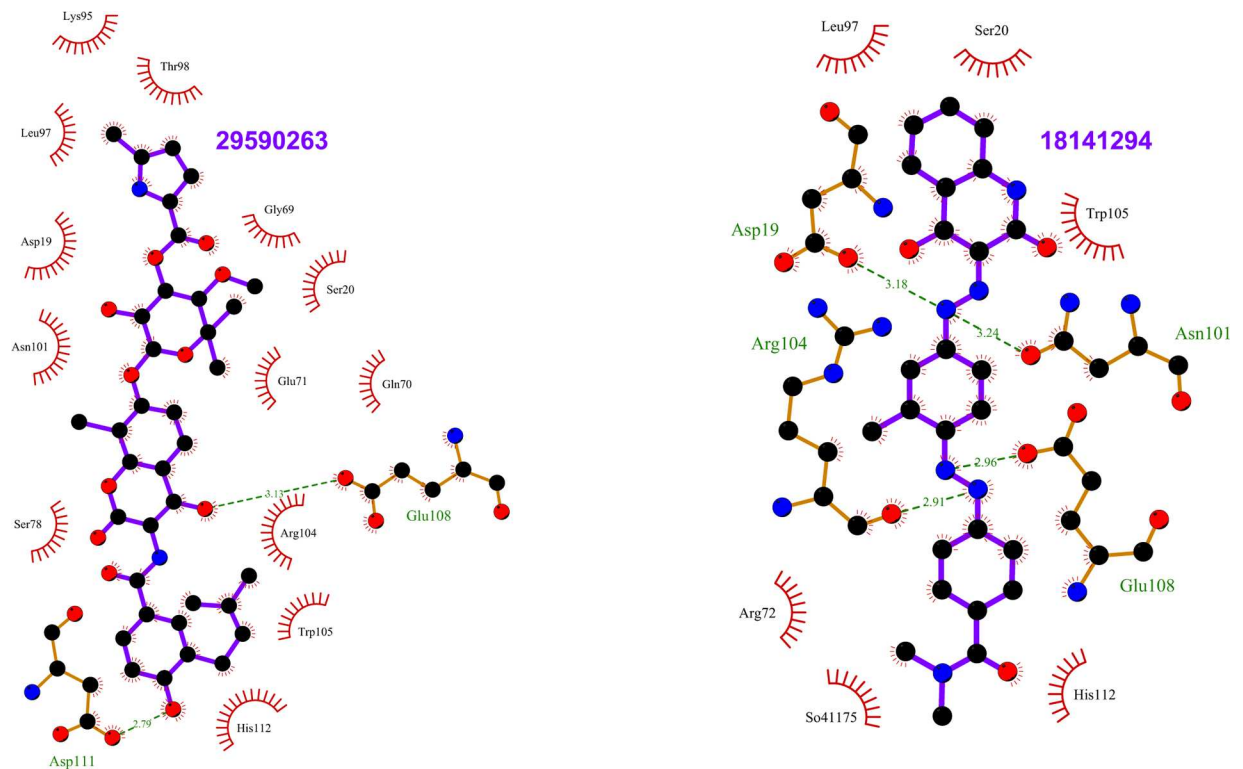 Lys95
Thr98
Leu97
29590263
Gly69
Asp19
Ser20
Asn101
Glu71
Gln70
3.13
Glu108
Ser78
Arg104
Trp105
His112
2.79
Asp111
Leu97
Ser20
18141294
Trp105
Asp19
3.18
Arg104
3.24
Asn101
2.96
2.91
Glu108
Arg72
His112
So41175